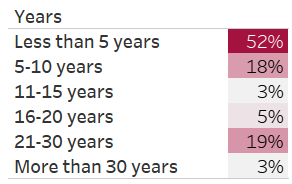 Years
Less than 5 years 52%
5-10 years 18%
11-15 years 3%
16-20 years 5%
21-30 years 19%
More than 30 years 3%